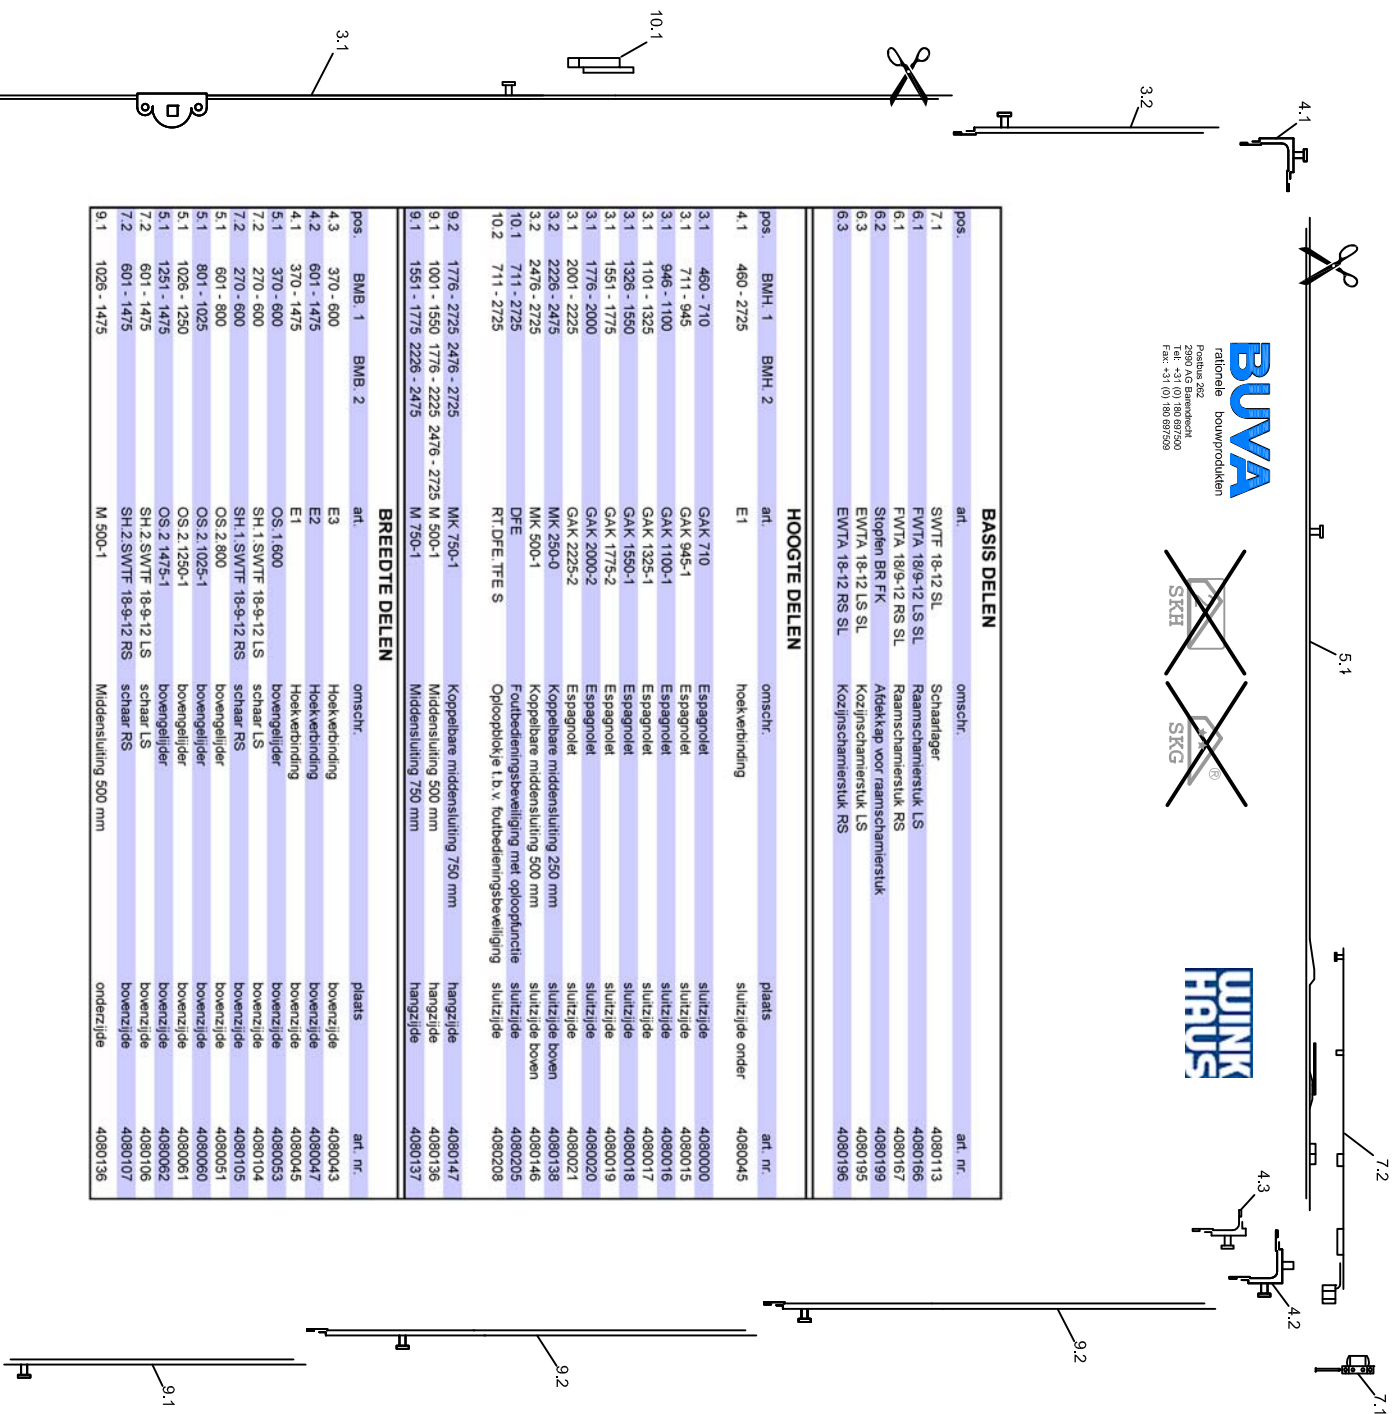 7.1
7.2
5.1
4.1
4.3
4.2
3.2
10.1
3.1
9.2
9.2
9.1
BUVA
rationele bouwprodukten
Postbus 262
2990 AG Barendrecht
Tel: +31 (0) 180 697500
Fax: +31 (0) 180 697509
SKH
SKG ®
WINK
HAUS
BASIS DELEN
pos. art. omschr. art. nr.
7.1 SWTF 18-12 SL Schaarlager 4080113
6.1 FWTA 18/9-12 LS SL Raamscharnierstuk LS 4080166
6.1 FWTA 18/9-12 RS SL Raamscharnierstuk RS 4080167
6.2 Stopfen BR FK Afdekkap voor raamscharnierstuk 4080199
6.3 EWTA 18-12 LS SL Kozijnscharnierstuk LS 4080195
6.3 EWTA 18-12 RS SL Kozijnscharnierstuk RS 4080196
HOOGTE DELEN
pos. BMH. 1 BMH. 2 art. omschr. plaats art. nr.
4.1 460 - 2725 E1 hoekverbinding sluitzijde onder 4080045
3.1 460 - 710 GAK 710 Espagnolet sluitzijde 4080000
3.1 711 - 945 GAK 945-1 Espagnolet sluitzijde 4080015
3.1 946 - 1100 GAK 1100-1 Espagnolet sluitzijde 4080016
3.1 1101 - 1325 GAK 1325-1 Espagnolet sluitzijde 4080017
3.1 1326 - 1550 GAK 1550-1 Espagnolet sluitzijde 4080018
3.1 1551 - 1775 GAK 1775-2 Espagnolet sluitzijde 4080019
3.1 1776 - 2000 GAK 2000-2 Espagnolet sluitzijde 4080020
3.1 2001 - 2225 GAK 2225-2 Espagnolet sluitzijde 4080021
3.2 2226 - 2475 MK 250-0 Koppelbare middensluiting 250 mm sluitzijde boven 4080138
3.2 2476 - 2725 MK 500-1 Koppelbare middensluiting 500 mm sluitzijde boven 4080146
10.1 711 - 2725 DFE Foutbedieningsbeveiliging met oploopfunctie sluitzijde 4080205
10.2 711 - 2725 RT.DFE.TFE S Oploopblokje t.b.v. foutbedieningsbeveiliging sluitzijde 4080208
9.2 1776 - 2725 2476 - 2725 MK 750-1 Koppelbare middensluiting 750 mm hangzijde 4080147
9.1 1001 - 1550 1776 - 2225 2476 - 2725 M 500-1 Middensluiting 500 mm hangzijde 4080136
9.1 1551 - 1775 2226 - 2475 M 750-1 Middensluiting 750 mm hangzijde 4080137
BREEDTE DELEN
pos. BMB. 1 BMB. 2 art. omschr. plaats art. nr.
4.3 370 - 600 E3 Hoekverbinding bovenzijde 4080043
4.2 601 - 1475 E2 Hoekverbinding bovenzijde 4080047
4.1 370 - 1475 E1 Hoekverbinding bovenzijde 4080045
5.1 370 - 600 OS.1.600 bovengelijder bovenzijde 4080053
7.2 270 - 600 SH.1.SWTF 18-9-12 LS schaar LS bovenzijde 4080104
7.2 270 - 600 SH.1.SWTF 18-9-12 RS schaar RS bovenzijde 4080105
5.1 601 - 800 OS.2.800 bovengelijder bovenzijde 4080051
5.1 801 - 1025 OS.2.1025-1 bovengelijder bovenzijde 4080060
5.1 1026 - 1250 OS.2.1250-1 bovengelijder bovenzijde 4080061
5.1 1251 - 1475 OS.2 1475-1 bovengelijder bovenzijde 4080062
7.2 601 - 1475 SH.2.SWTF 18-9-12 LS schaar LS bovenzijde 4080106
7.2 601 - 1475 SH.2.SWTF 18-9-12 RS schaar RS bovenzijde 4080107
9.1 1026 - 1475 M 500-1 Middensluiting 500 mm onderzijde 4080136